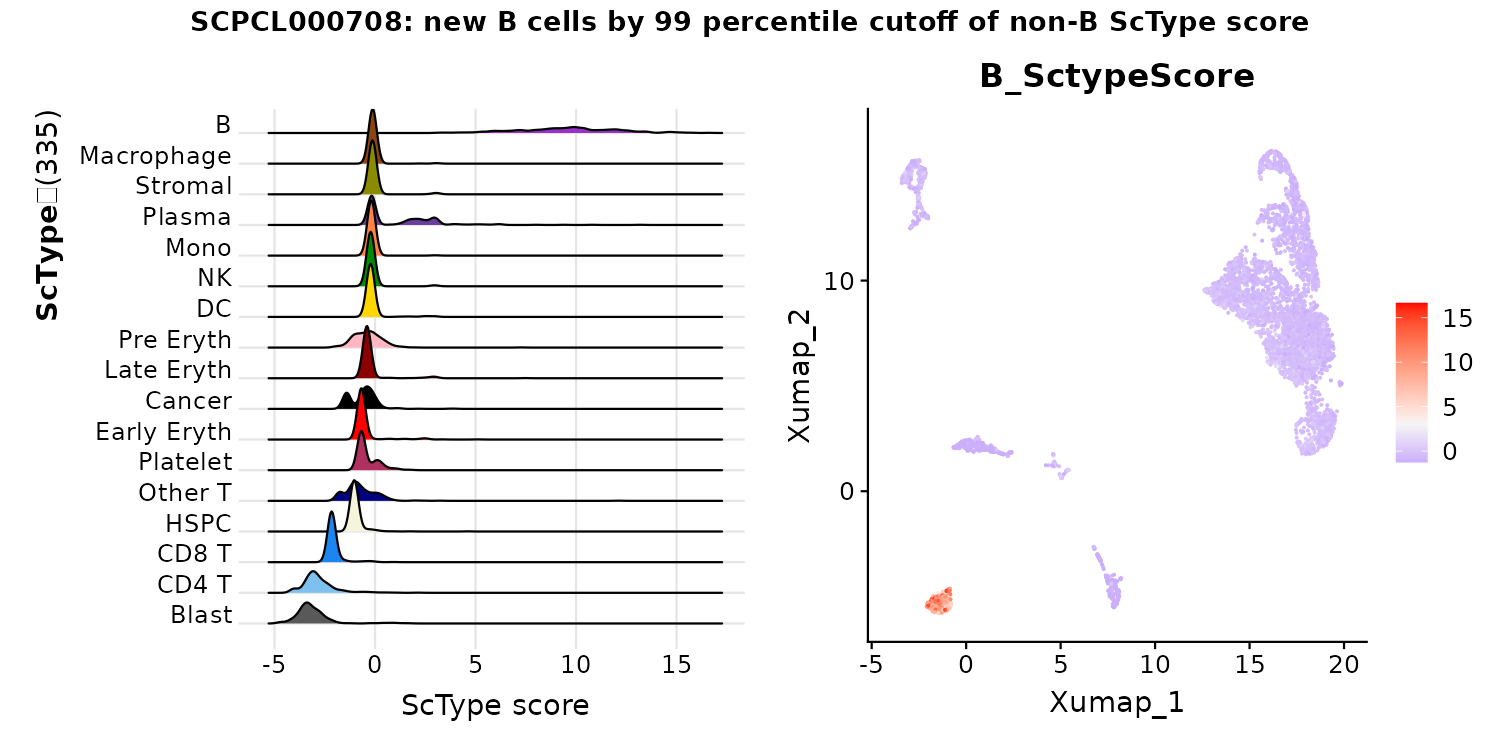 SCPCL000708: new B cells by 99 percentile cutoff of non-B ScType score
ScType□(335)
B
Macrophage
Stromal
Plasma
Mono
NK
DC
Pre Eryth
Late Eryth
Cancer
Early Eryth
Platelet
Other T
HSPC
CD8 T
CD4 T
Blast
-5 0 5 10 15
ScType score
B_SctypeScore
Xumap_2
10
0
-5 0 5 10 15 20
Xumap_1
15
10
5
0